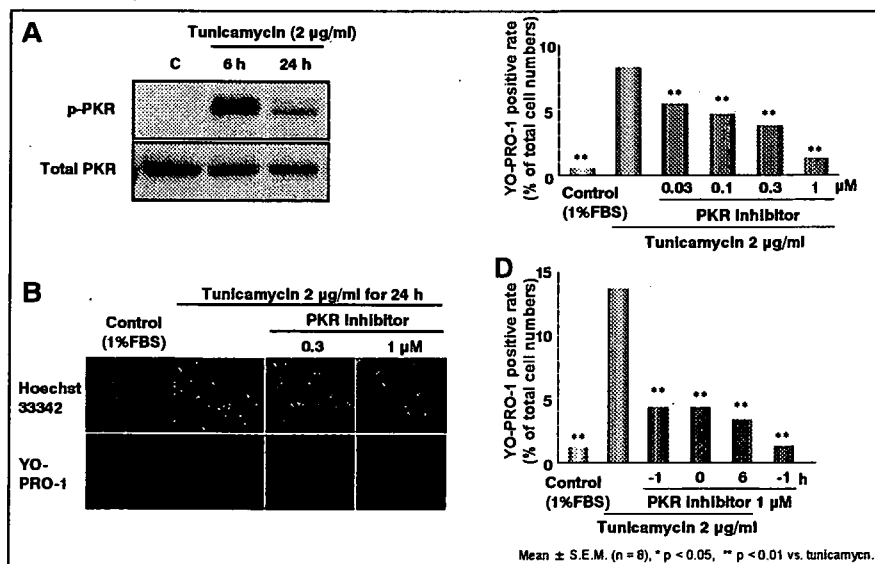 A
Tunicamycin (2 µg/ml)
C 6 h 24 h
p-PKR
Total PKR
YO-PRO-1 positive rate
(% of total cell numbers)
10
5
0
**
**
**
**
**
Control
(1%FBS)
0.03 0.1 0.3 1 µM
PKR Inhibitor
Tunicamycin 2 µg/ml
B
Tunicamycin 2 µg/ml for 24 h
Control
(1%FBS)
PKR Inhibitor
0.3 1 µM
Hoechst
33342
YO-
PRO-1
D
YO-PRO-1 positive rate
(% of total cell numbers)
15
10
5
0
**
**
**
**
**
Control
(1%FBS)
-1 0 6 -1 h
PKR Inhibitor 1 µM
Tunicamycin 2 µg/ml
Mean ± S.E.M. (n = 8), * p < 0.05, ** p < 0.01 vs. tunicamycn.